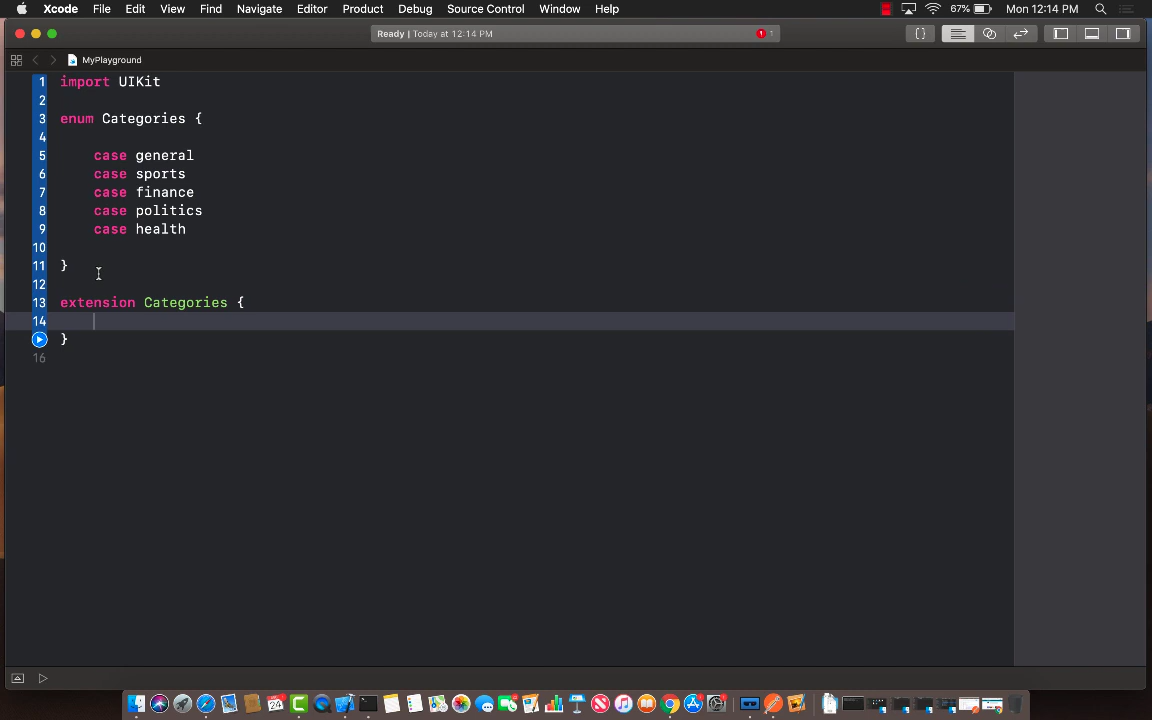 Xcode File Edit View Find Navigate Editor Product Debug Source Control Window Help 67% Mon 12:14 PM
Ready | Today at 12:14 PM 1
MyPlayground
1 import UIKit
2
3 enum Categories {
4
5 case general
6 case sports
7 case finance
8 case politics
9 case health
10
11 }
12
13 extension Categories {
14
}
16